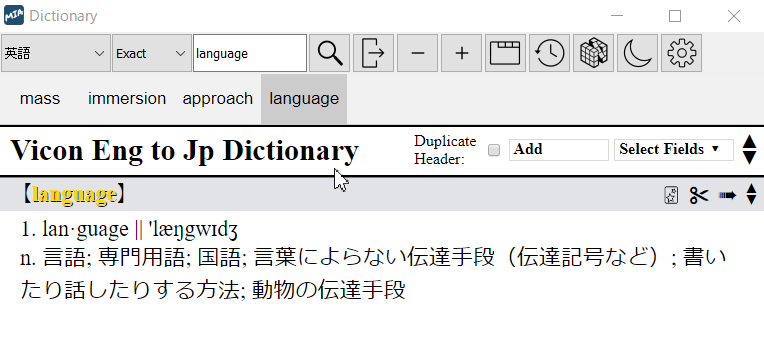 MIA Dictionary
英語 Exact language
mass immersion approach language
Vicon Eng to Jp Dictionary Duplicate Header: Add Select Fields
【language】
1. lan·guage || 'læŋgwɪdʒ
n. 言語; 専門用語; 国語; 言葉によらない伝達手段（伝達記号など）; 書い
たり話したりする方法; 動物の伝達手段